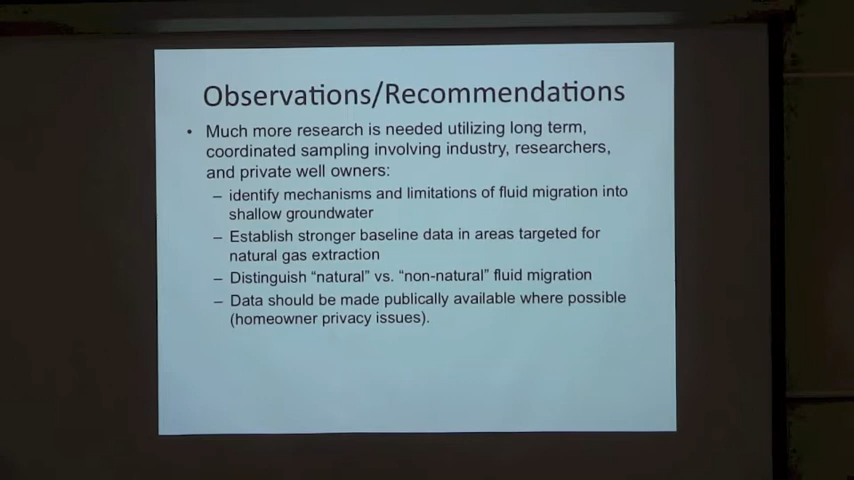 Observations/Recommendations
• Much more research is needed utilizing long term,
coordinated sampling involving industry, researchers,
and private well owners:
– identify mechanisms and limitations of fluid migration into
shallow groundwater
– Establish stronger baseline data in areas targeted for
natural gas extraction
– Distinguish “natural” vs. “non-natural” fluid migration
– Data should be made publically available where possible
(homeowner privacy issues).